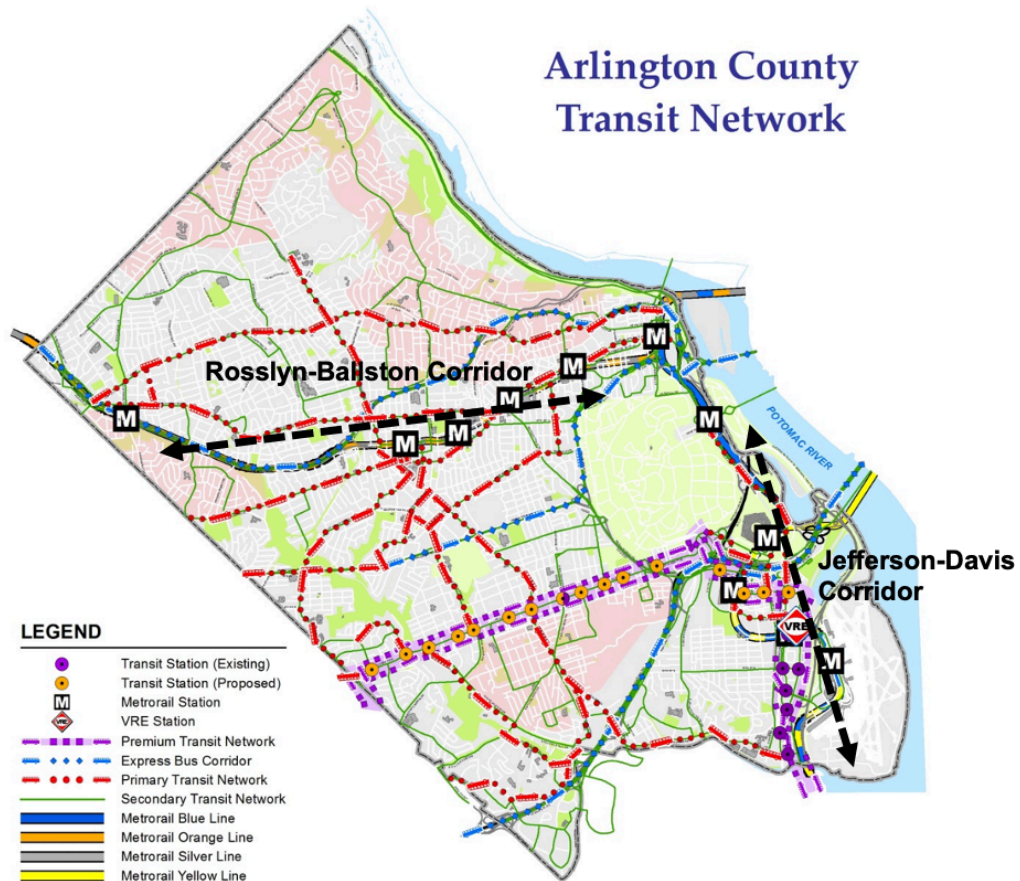 Arlington County
Transit Network
Rosslyn-Ballston Corridor
M
M
M
M
M
M
M
POTOMAC RIVER
M
Jefferson-Davis
Corridor
M
VRE
M
LEGEND
Transit Station (Existing)
Transit Station (Proposed)
M Metrorail Station
VRE VRE Station
Premium Transit Network
Express Bus Corridor
Primary Transit Network
Secondary Transit Network
Metrorail Blue Line
Metrorail Orange Line
Metrorail Silver Line
Metrorail Yellow Line